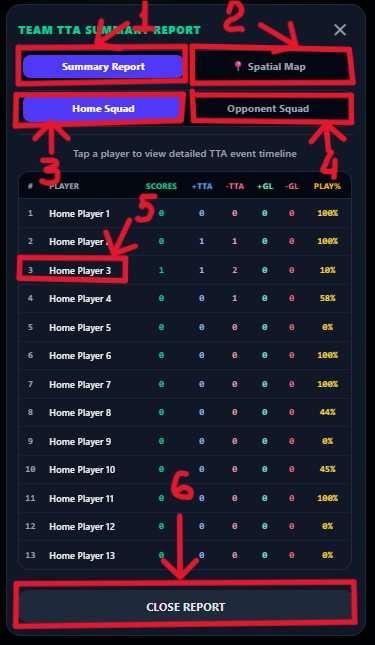 1 2
TEAM TTA SUMMARY REPORT ✕
Summary Report 📍 Spatial Map
Home Squad Opponent Squad
3 4
Tap a player to view detailed TTA event timeline
# PLAYER SCORES +TTA -TTA +GL -GL PLAY%
5
1 Home Player 1 0 0 0 0 0 100%
2 Home Player 2 0 1 1 0 0 100%
3 Home Player 3 1 1 2 0 0 10%
4 Home Player 4 0 0 1 0 0 58%
5 Home Player 5 0 0 0 0 0 0%
6 Home Player 6 0 0 0 0 0 100%
7 Home Player 7 0 0 0 0 0 100%
8 Home Player 8 0 0 0 0 0 44%
9 Home Player 9 0 0 0 0 0 0%
10 Home Player 10 0 0 0 0 0 45%
6
11 Home Player 11 0 0 0 0 0 100%
12 Home Player 12 0 0 0 0 0 0%
13 Home Player 13 0 0 0 0 0 0%
CLOSE REPORT